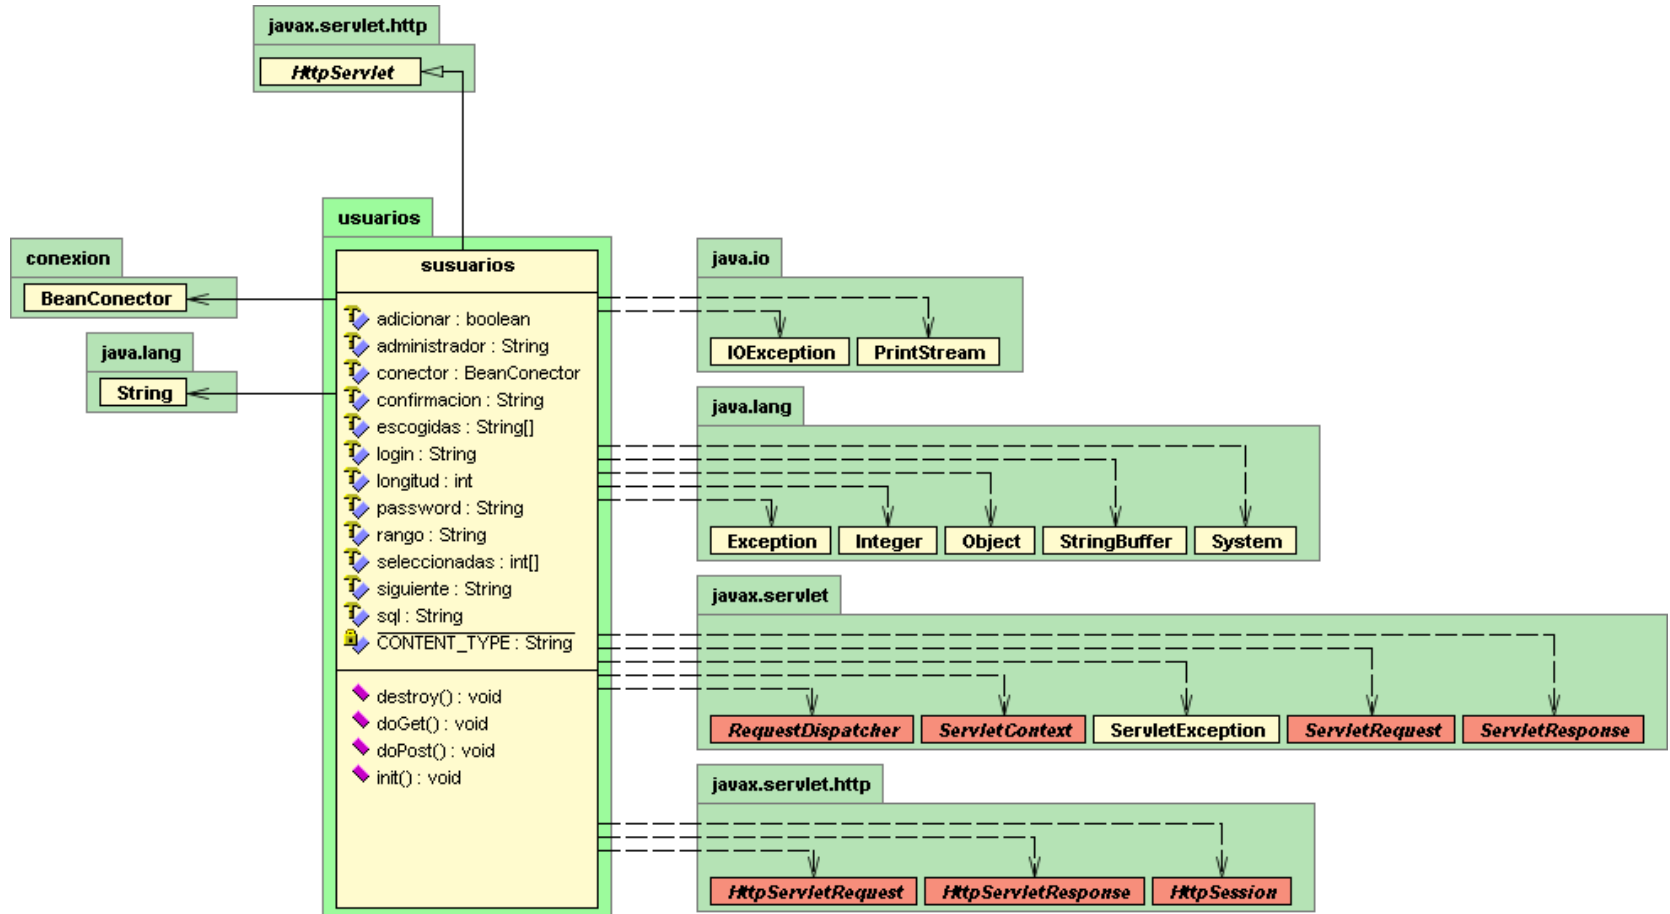 javax.servlet.http
HttpServlet
conexion
BeanConector
java.lang
String
usuarios
susuarios
adicionar : boolean
administrador : String
conector : BeanConector
confirmacion : String
escogidas : String[]
login : String
longitud : int
password : String
rango : String
seleccionadas : int[]
siguiente : String
sql : String
CONTENT_TYPE : String
destroy() : void
doGet() : void
doPost() : void
init() : void
java.io
IOException PrintStream
java.lang
Exception Integer Object StringBuffer System
javax.servlet
RequestDispatcher ServletContext ServletException ServletRequest ServletResponse
javax.servlet.http
HttpServletRequest HttpServletResponse HttpSession